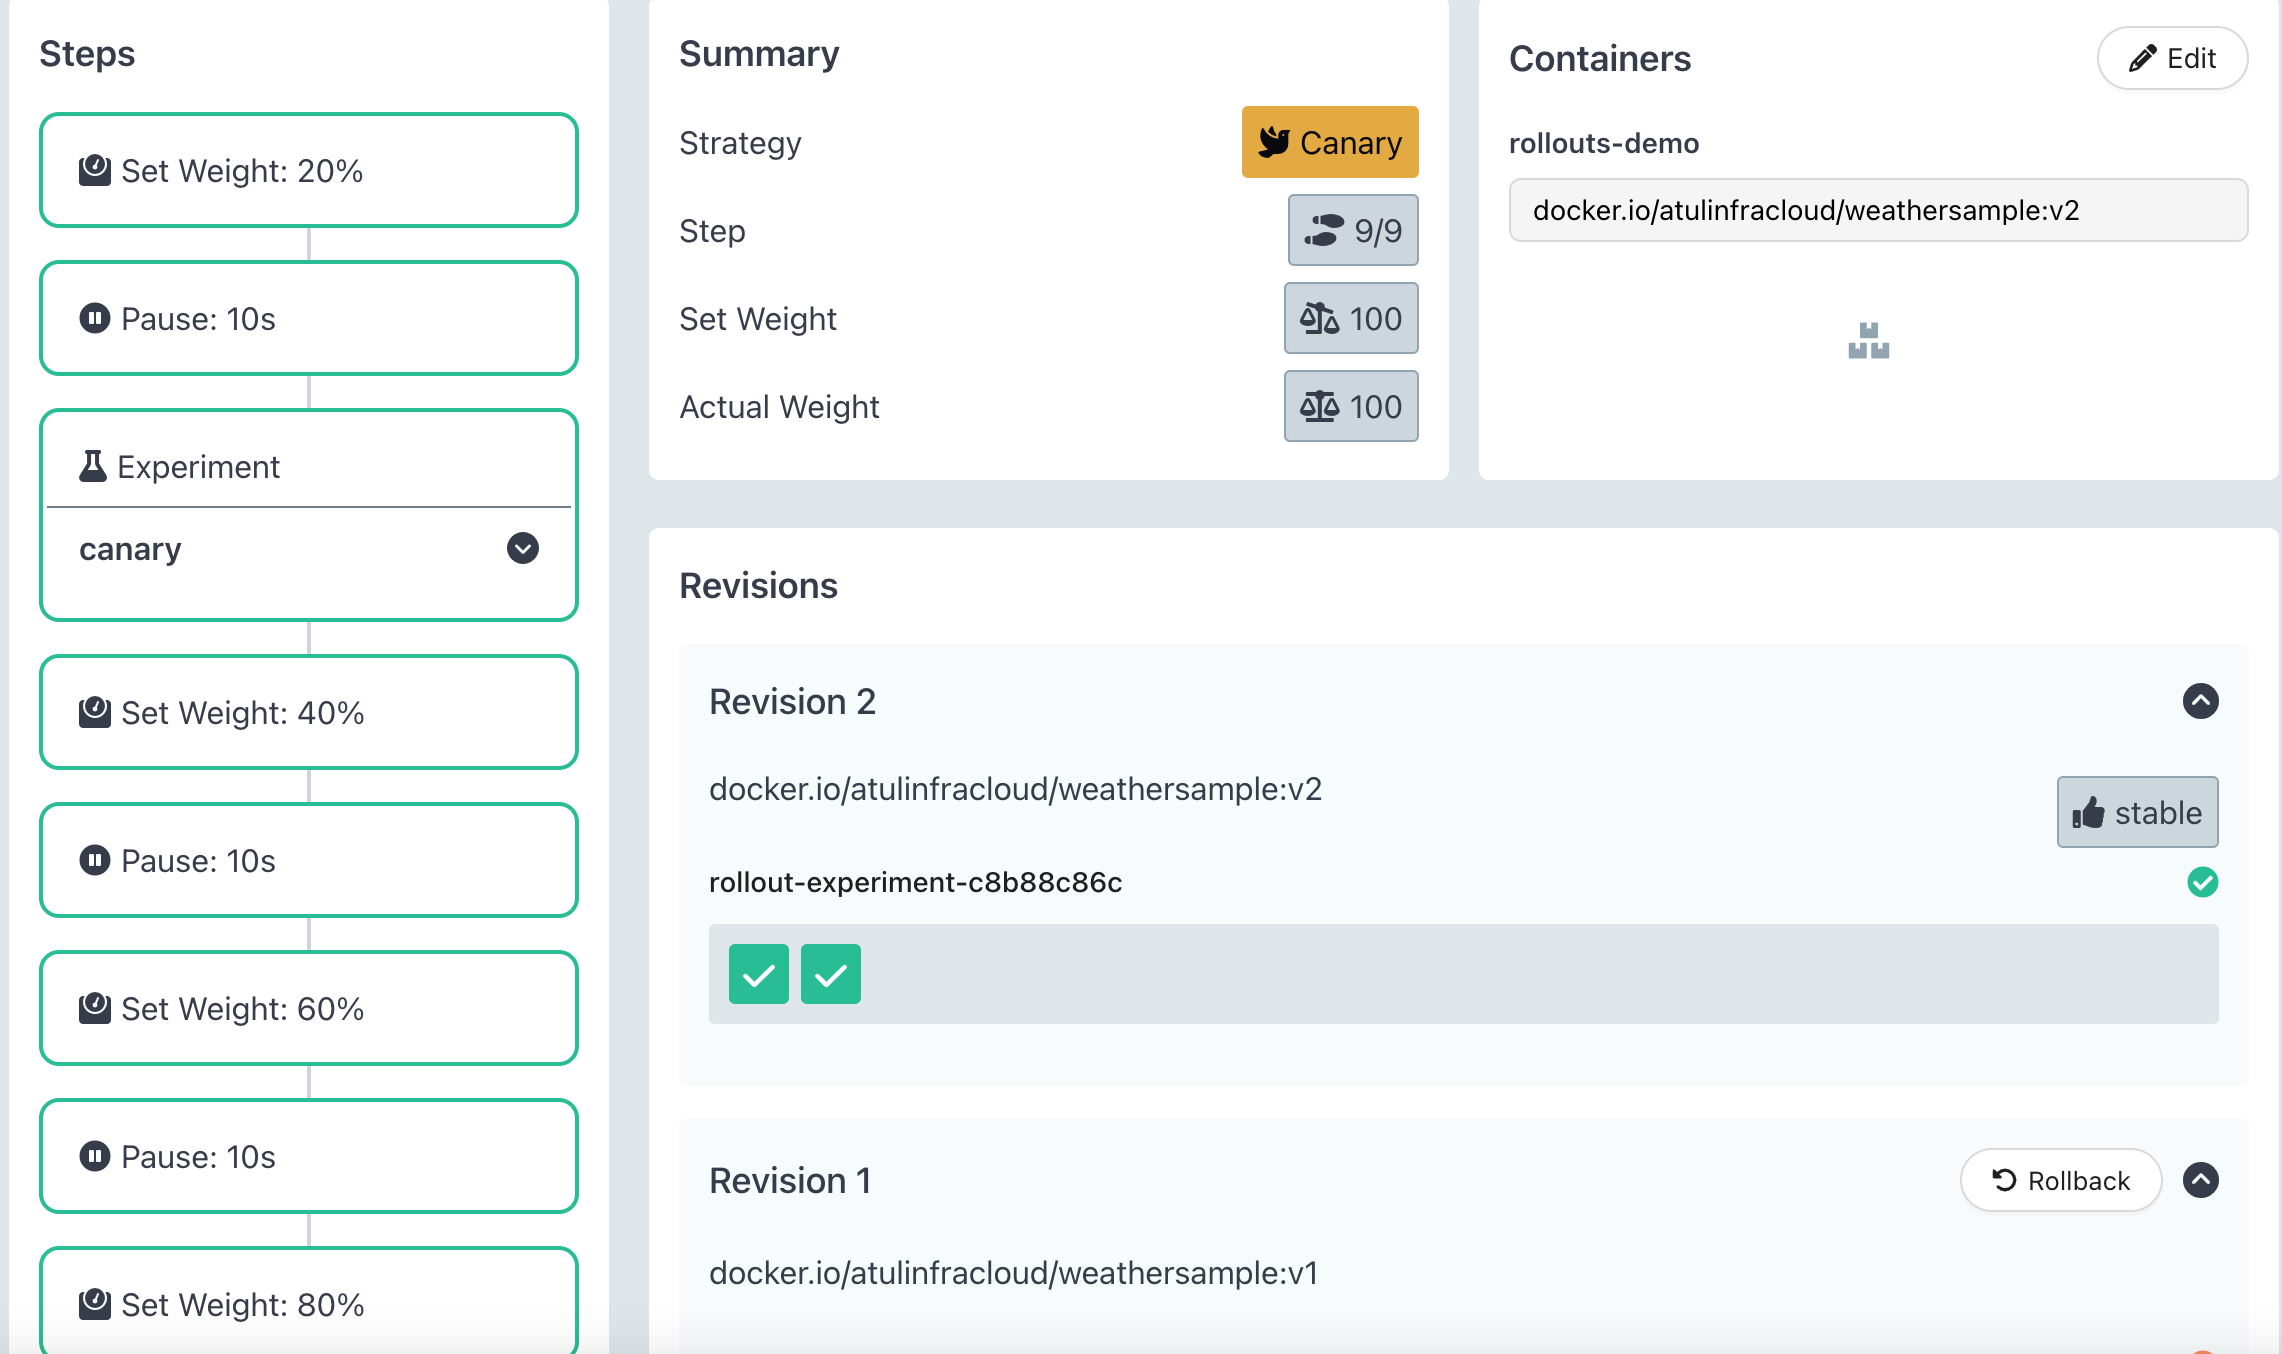 Steps
Set Weight: 20%
Pause: 10s
Experiment
canary
Set Weight: 40%
Pause: 10s
Set Weight: 60%
Pause: 10s
Set Weight: 80%
Summary
Strategy
Canary
Step
9/9
Set Weight
100
Actual Weight
100
Containers
Edit
rollouts-demo
docker.io/atulinfracloud/weathersample:v2
Revisions
Revision 2
docker.io/atulinfracloud/weathersample:v2
stable
rollout-experiment-c8b88c86c
Revision 1
Rollback
docker.io/atulinfracloud/weathersample:v1